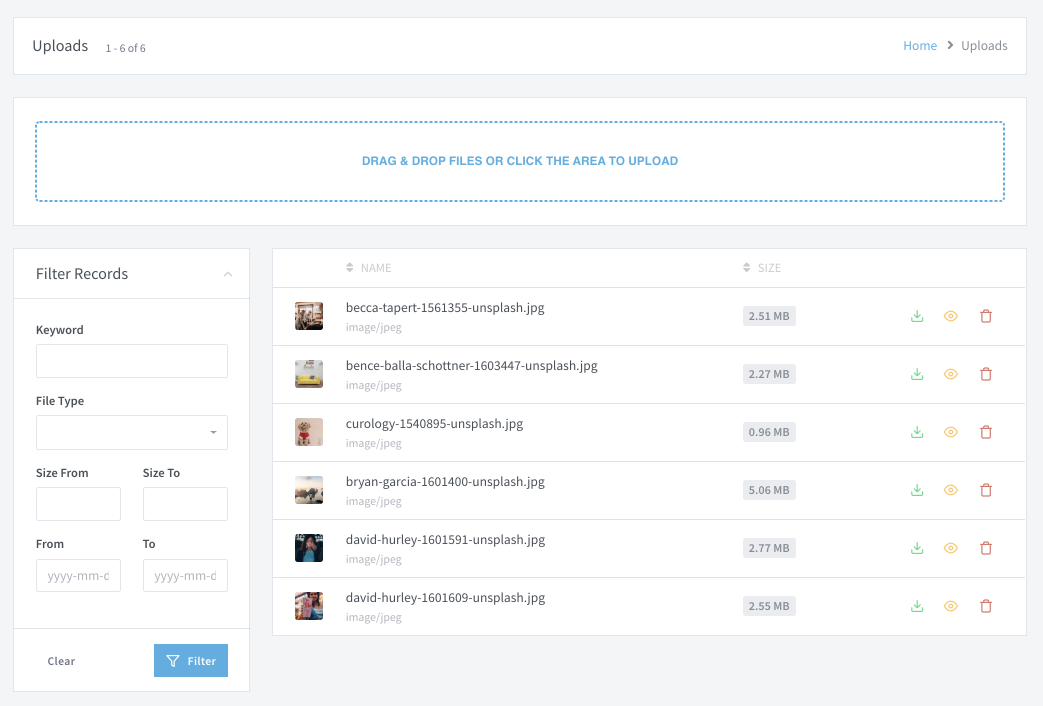 Uploads 1 - 6 of 6
Home Uploads
DRAG & DROP FILES OR CLICK THE AREA TO UPLOAD
Filter Records
Keyword
File Type
Size From Size To
From To
yyyy-mm-d yyyy-mm-d
Clear Filter
NAME SIZE
becca-tapert-1561355-unsplash.jpg
image/jpeg
2.51 MB
bence-balla-schottner-1603447-unsplash.jpg
image/jpeg
2.27 MB
curology-1540895-unsplash.jpg
image/jpeg
0.96 MB
bryan-garcia-1601400-unsplash.jpg
image/jpeg
5.06 MB
david-hurley-1601591-unsplash.jpg
image/jpeg
2.77 MB
david-hurley-1601609-unsplash.jpg
image/jpeg
2.55 MB